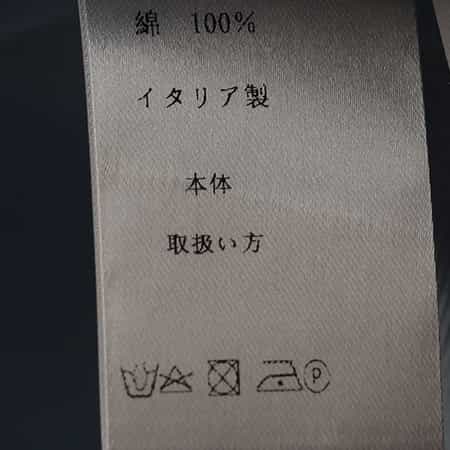 綿 100%
イタリア製
本体
取扱い方
P